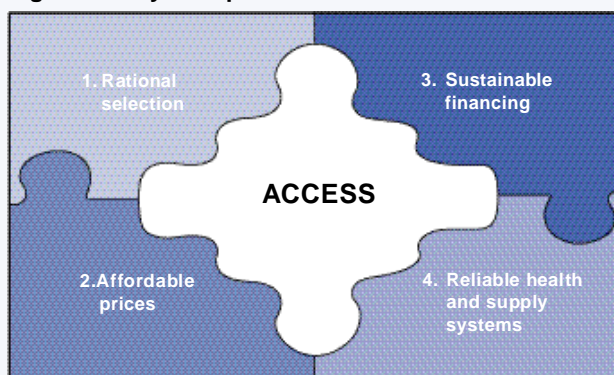 1. Rational
selection
3. Sustainable
financing
ACCESS
2.Affordable
prices
4. Reliable health
and supply
systems